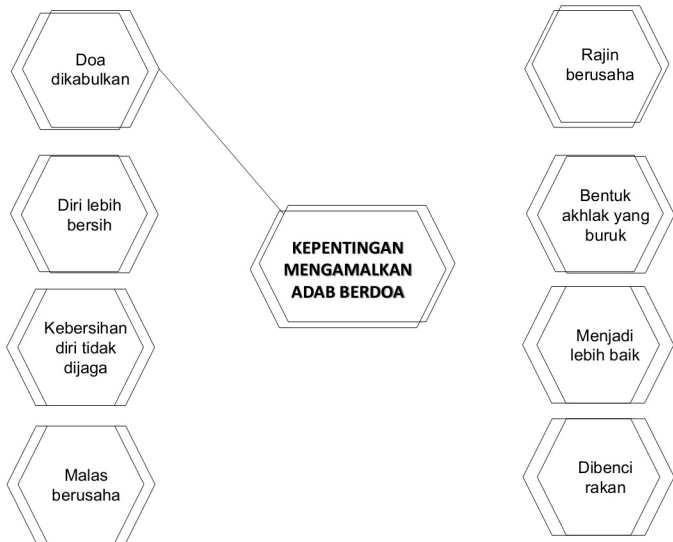 Doa
dikabulkan
Diri lebih
bersih
Kebersihan
diri tidak
dijaga
Malas
berusaha
KEPENTINGAN
MENGAMALKAN
ADAB BERDOA
Rajin
berusaha
Bentuk
akhlak yang
buruk
Menjadi
lebih baik
Dibenci
rakan